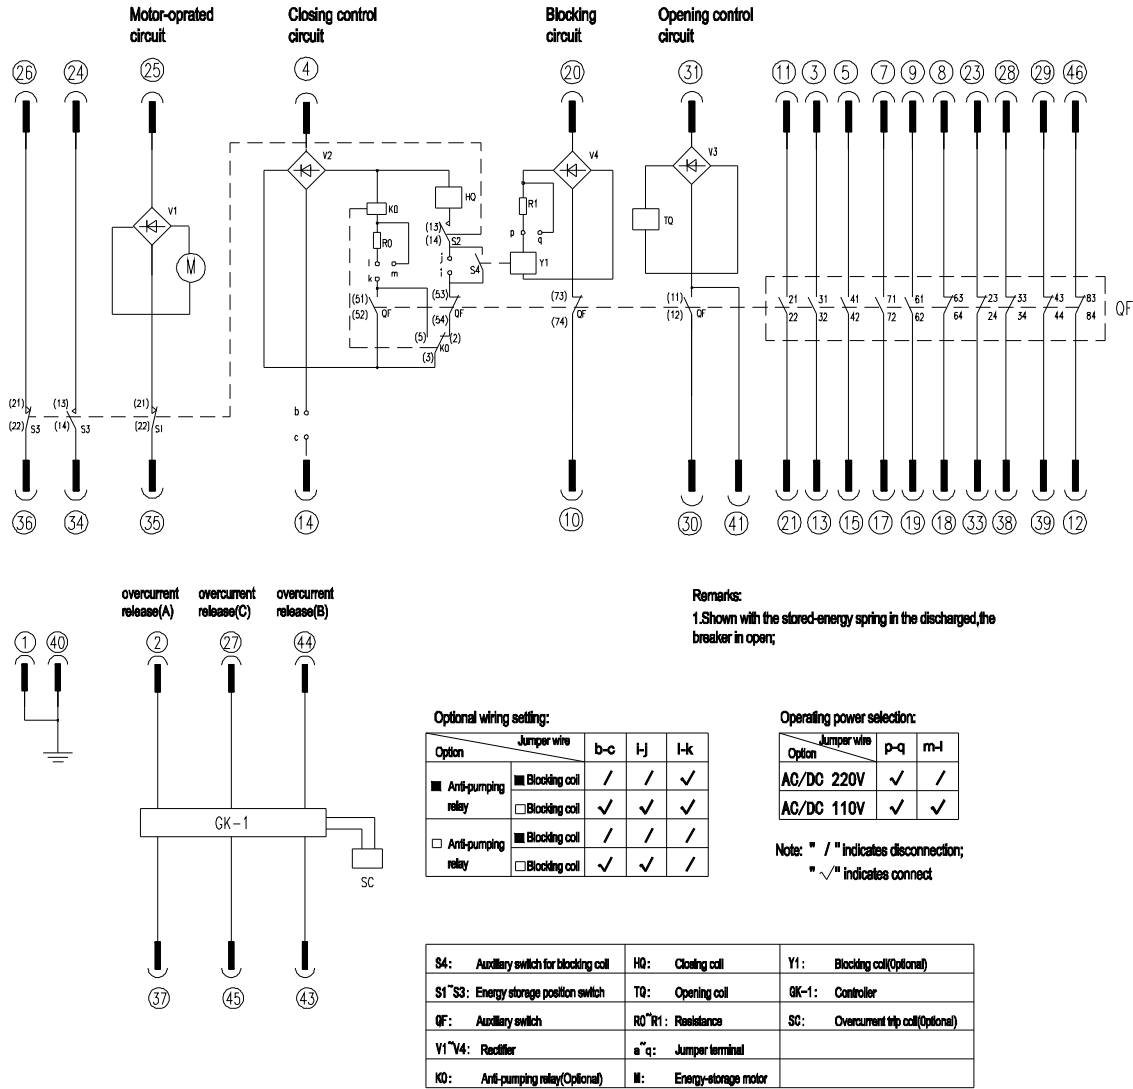 Motor-oprated
circuit
Closing control
circuit
Blocking
circuit
Opening control
circuit
26 24 25 4 20 31 11 3 5 7 9 8 23 28 29 46
V2 V4 V3
V1
M
K0
HQ
R0
l
m
k
(13)
(14)
S2
j
i
S4
R1
p q
Y1
TQ
(51)
(52)
QF
(53)
(54)
QF
(5) (2)
(3) K0
(73)
(74)
QF
(11)
(12)
QF
21 31 41 71 61 63 23 33 43 83
22 32 42 72 62 64 24 34 44 84
QF
(21)
(22) S3
(13)
(14) S3
(21)
(22) S1
b
c
36 34 35 14 10 30 41 21 13 15 17 19 18 33 38 39 12
overcurrent
release(A)
overcurrent
release(C)
overcurrent
release(B)
1 40 2 27 44
GK-1
SC
37 45 43
Remarks:
1.Shown with the stored-energy spring in the discharged,the
breaker in open;
Optional wiring setting:
Jumper wire
Option
b-c i-j l-k
■ Anti-pumping
relay
■ Blocking coil / / √
□ Blocking coil √ √ √
□ Anti-pumping
relay
■ Blocking coil / / /
□ Blocking coil √ √ /
Operating power selection:
Jumper wire
Option
p-q m-l
AC/DC 220V √ /
AC/DC 110V √ √
Note: " / " indicates disconnection;
" √" indicates connect
S4: Auxiliary switch for blocking coil HQ: Closing coil Y1: Blocking coil(Optional)
S1~S3: Energy storage position switch TQ: Opening coil GK-1: Controller
QF: Auxiliary switch R0~R1: Resistance SC: Overcurrent trip coil(Optional)
V1~V4: Rectifier a~q: Jumper terminal
K0: Anti-pumping relay(Optional) M: Energy-storage motor